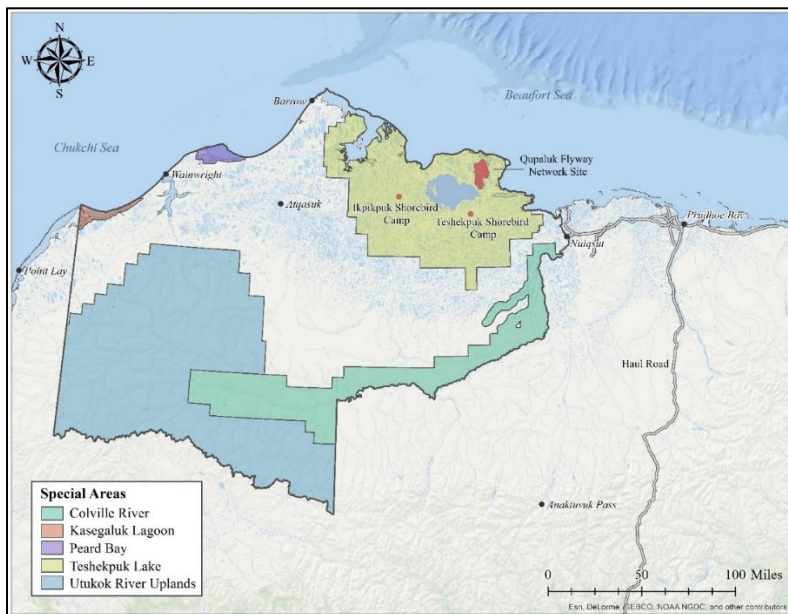 N
W
E
S
Beaufort Sea
Barrow
Chukchi Sea
Qupaluk Flyway
Network Site
Wainwright
Atqasuk
Ikpikpuk Shorebird
Camp
Teshekpuk Shorebird
Camp
Prudhoe Bay
Nuiqsut
Point Lay
Haul Road
Special Areas
Colville River
Kasegaluk Lagoon
Peard Bay
Teshekpuk Lake
Utukok River Uplands
Anaktuvuk Pass
0
50
100 Miles
Esri, DeLorme, GEBCO, NOAA NGDC, and other contributors